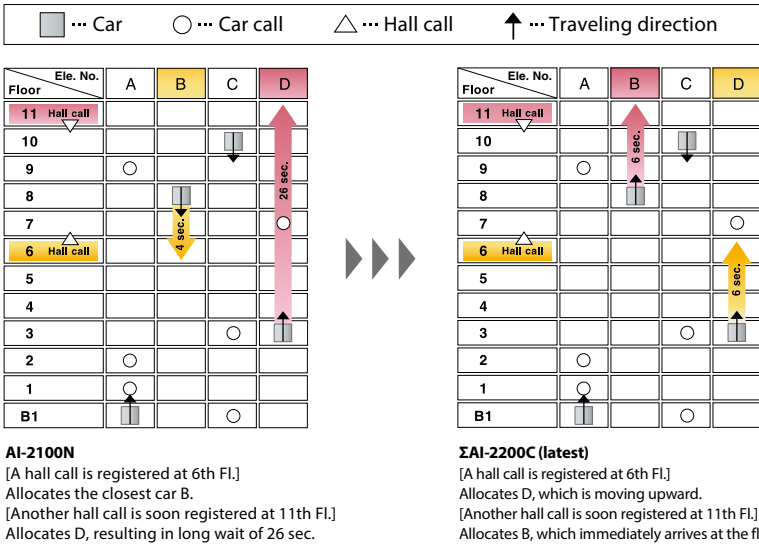 ··· Car ··· Car call ··· Hall call ··· Traveling direction
Ele. No. Floor A B C D
11 Hall call
10
9
8
7
6 Hall call
5
4
3
2
1
B1
4 sec.
26 sec.
AI-2100N
[A hall call is registered at 6th Fl.]
Allocates the closest car B.
[Another hall call is soon registered at 11th Fl.]
Allocates D, resulting in long wait of 26 sec.
Ele. No. Floor A B C D
11 Hall call
10
9
8
7
6 Hall call
5
4
3
2
1
B1
6 sec.
6 sec.
ΣAI-2200C (latest)
[A hall call is registered at 6th Fl.]
Allocates D, which is moving upward.
[Another hall call is soon registered at 11th Fl.]
Allocates B, which immediately arrives at the